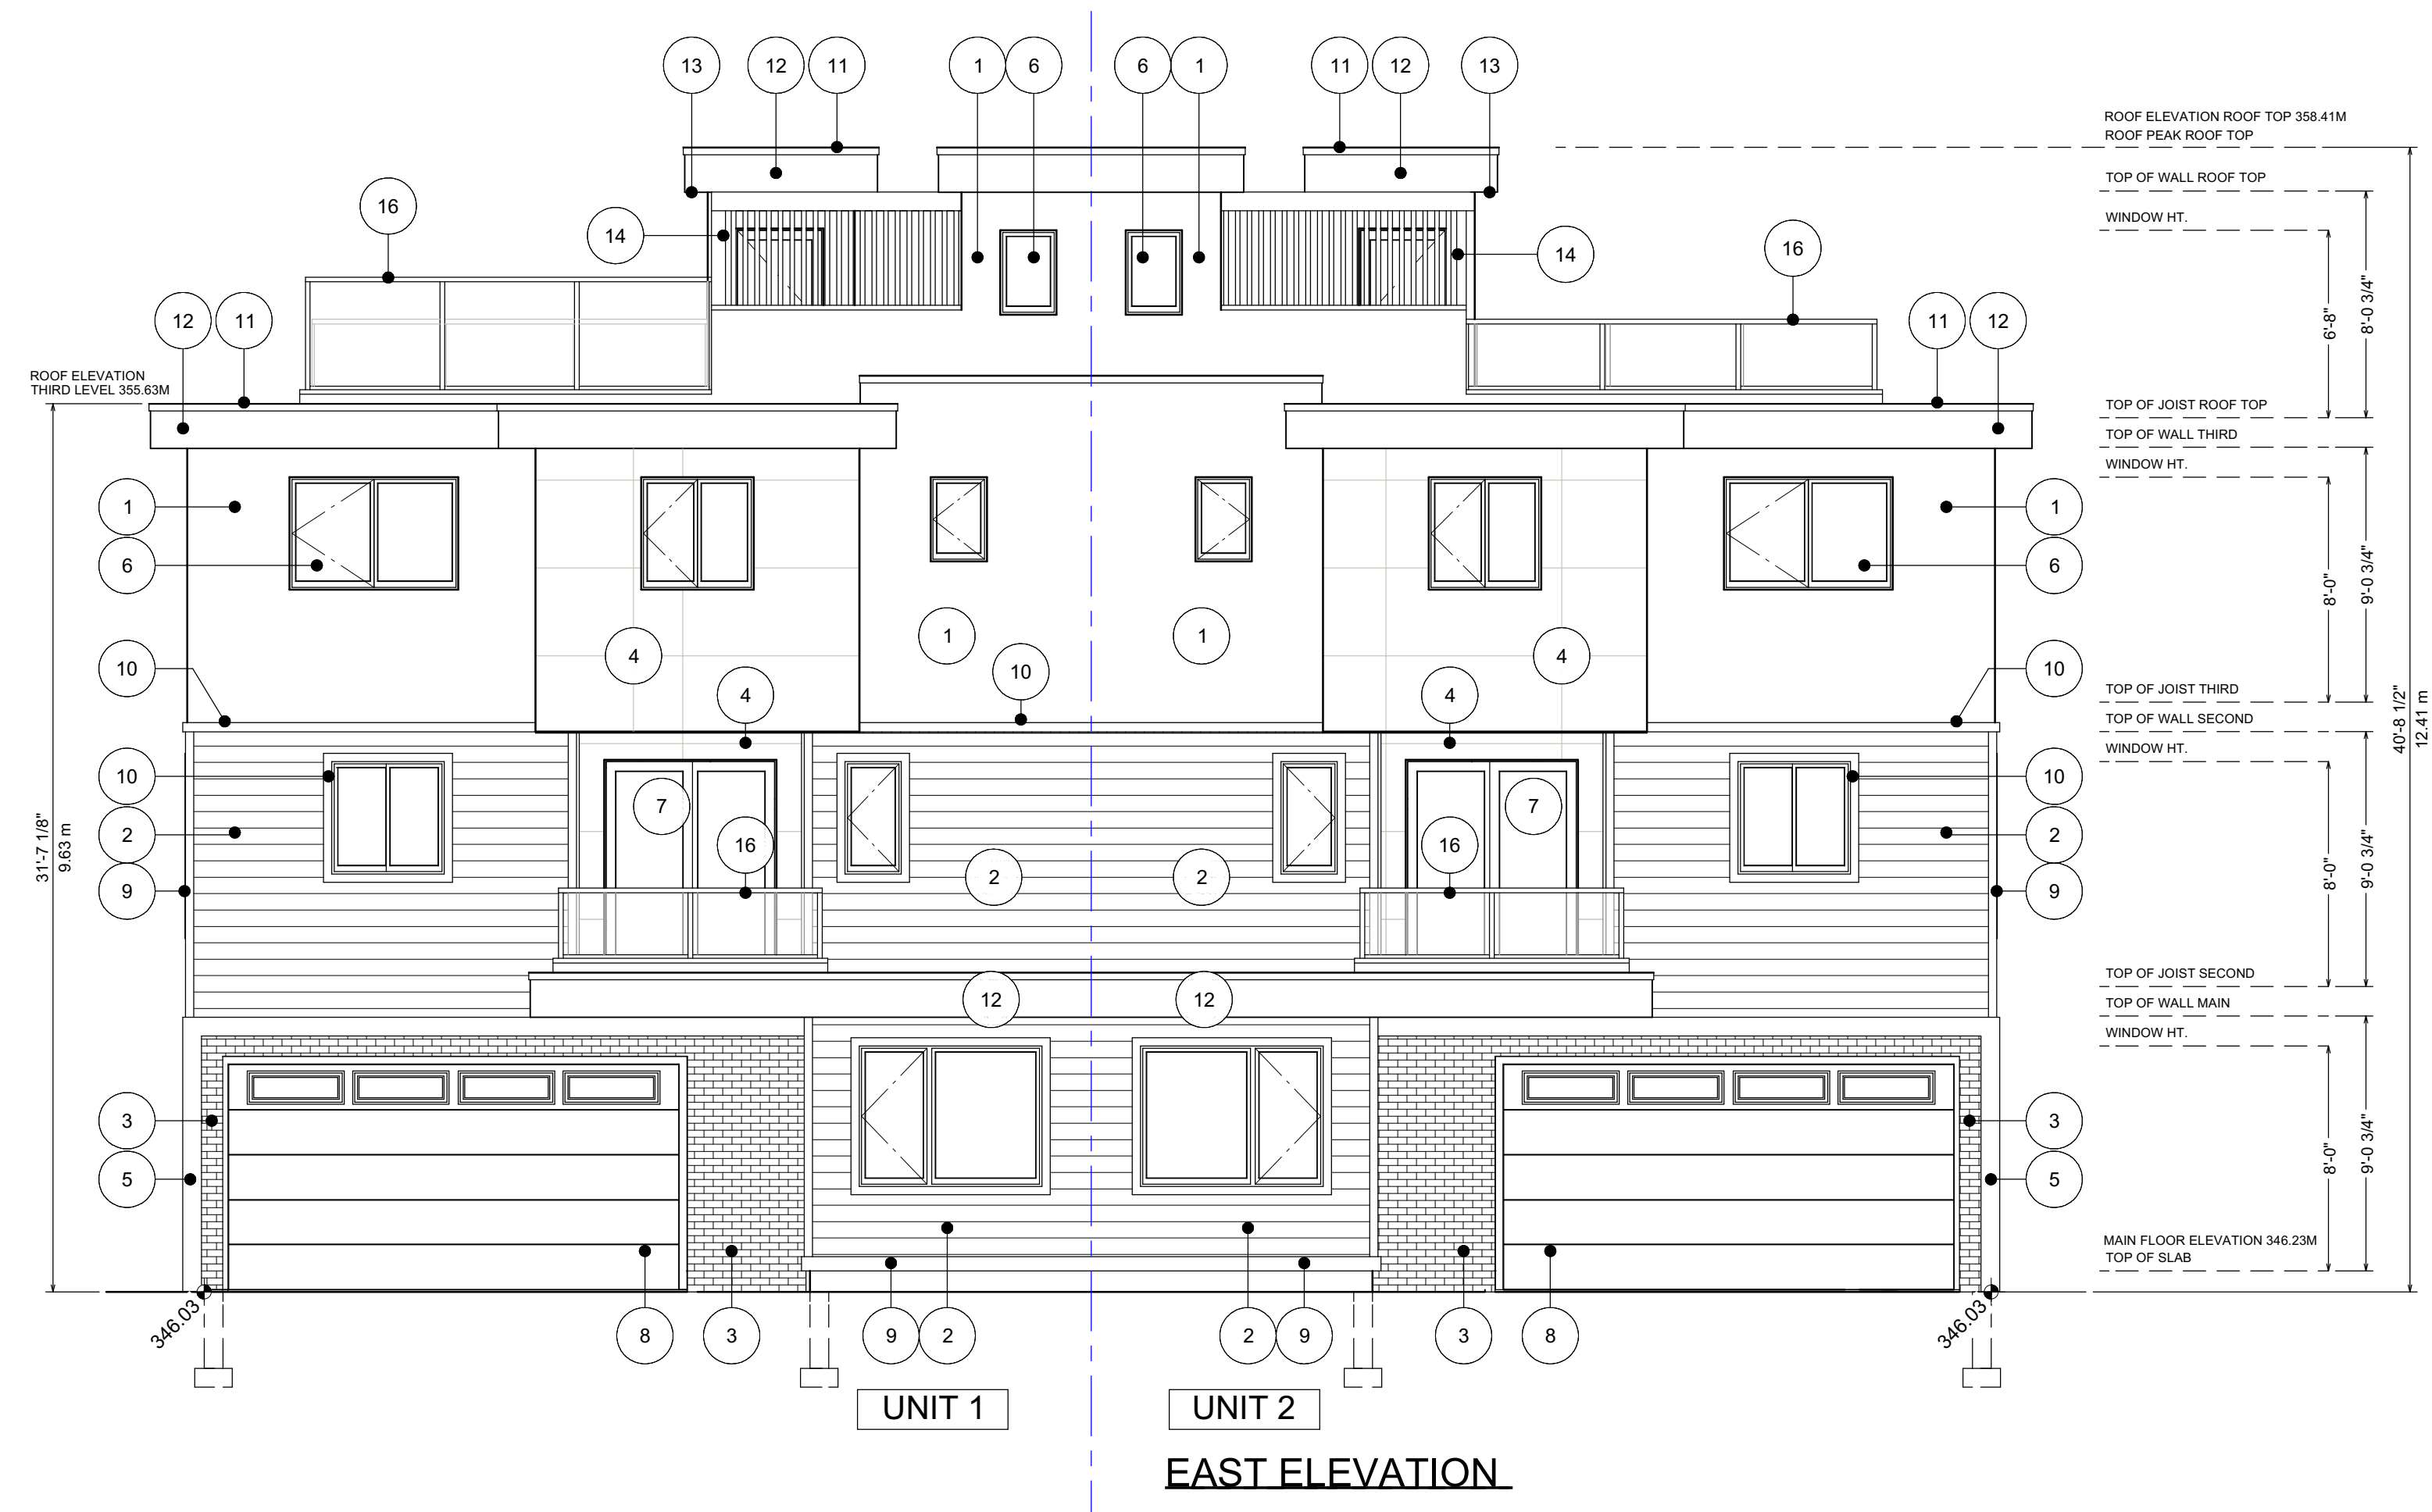 13 12 11 1 6 6 1 11 12 13
ROOF ELEVATION ROOF TOP 358.41M
ROOF PEAK ROOF TOP
TOP OF WALL ROOF TOP
16
WINDOW HT.
14
14
16
12 11
11 12
6'-8"
8'-0 3/4"
ROOF ELEVATION
THIRD LEVEL 355.63M
TOP OF JOIST ROOF TOP
TOP OF WALL THIRD
WINDOW HT.
1
1
6
6
8'-0"
9'-0 3/4"
1 1
4 4
10
10
10
4 4
TOP OF JOIST THIRD
TOP OF WALL SECOND
WINDOW HT.
40'-8 1/2"
12.41 m
10
10
7 7
2
2
16 16
31'-7 1/8"
9.63 m
2 2
9
9
8'-0"
9'-0 3/4"
TOP OF JOIST SECOND
12 12
TOP OF WALL MAIN
WINDOW HT.
3
3
5
5
8'-0"
9'-0 3/4"
MAIN FLOOR ELEVATION 346.23M
TOP OF SLAB
346.03
346.03
8 3 9 2 2 9 3 8
UNIT 1 UNIT 2
EAST ELEVATION